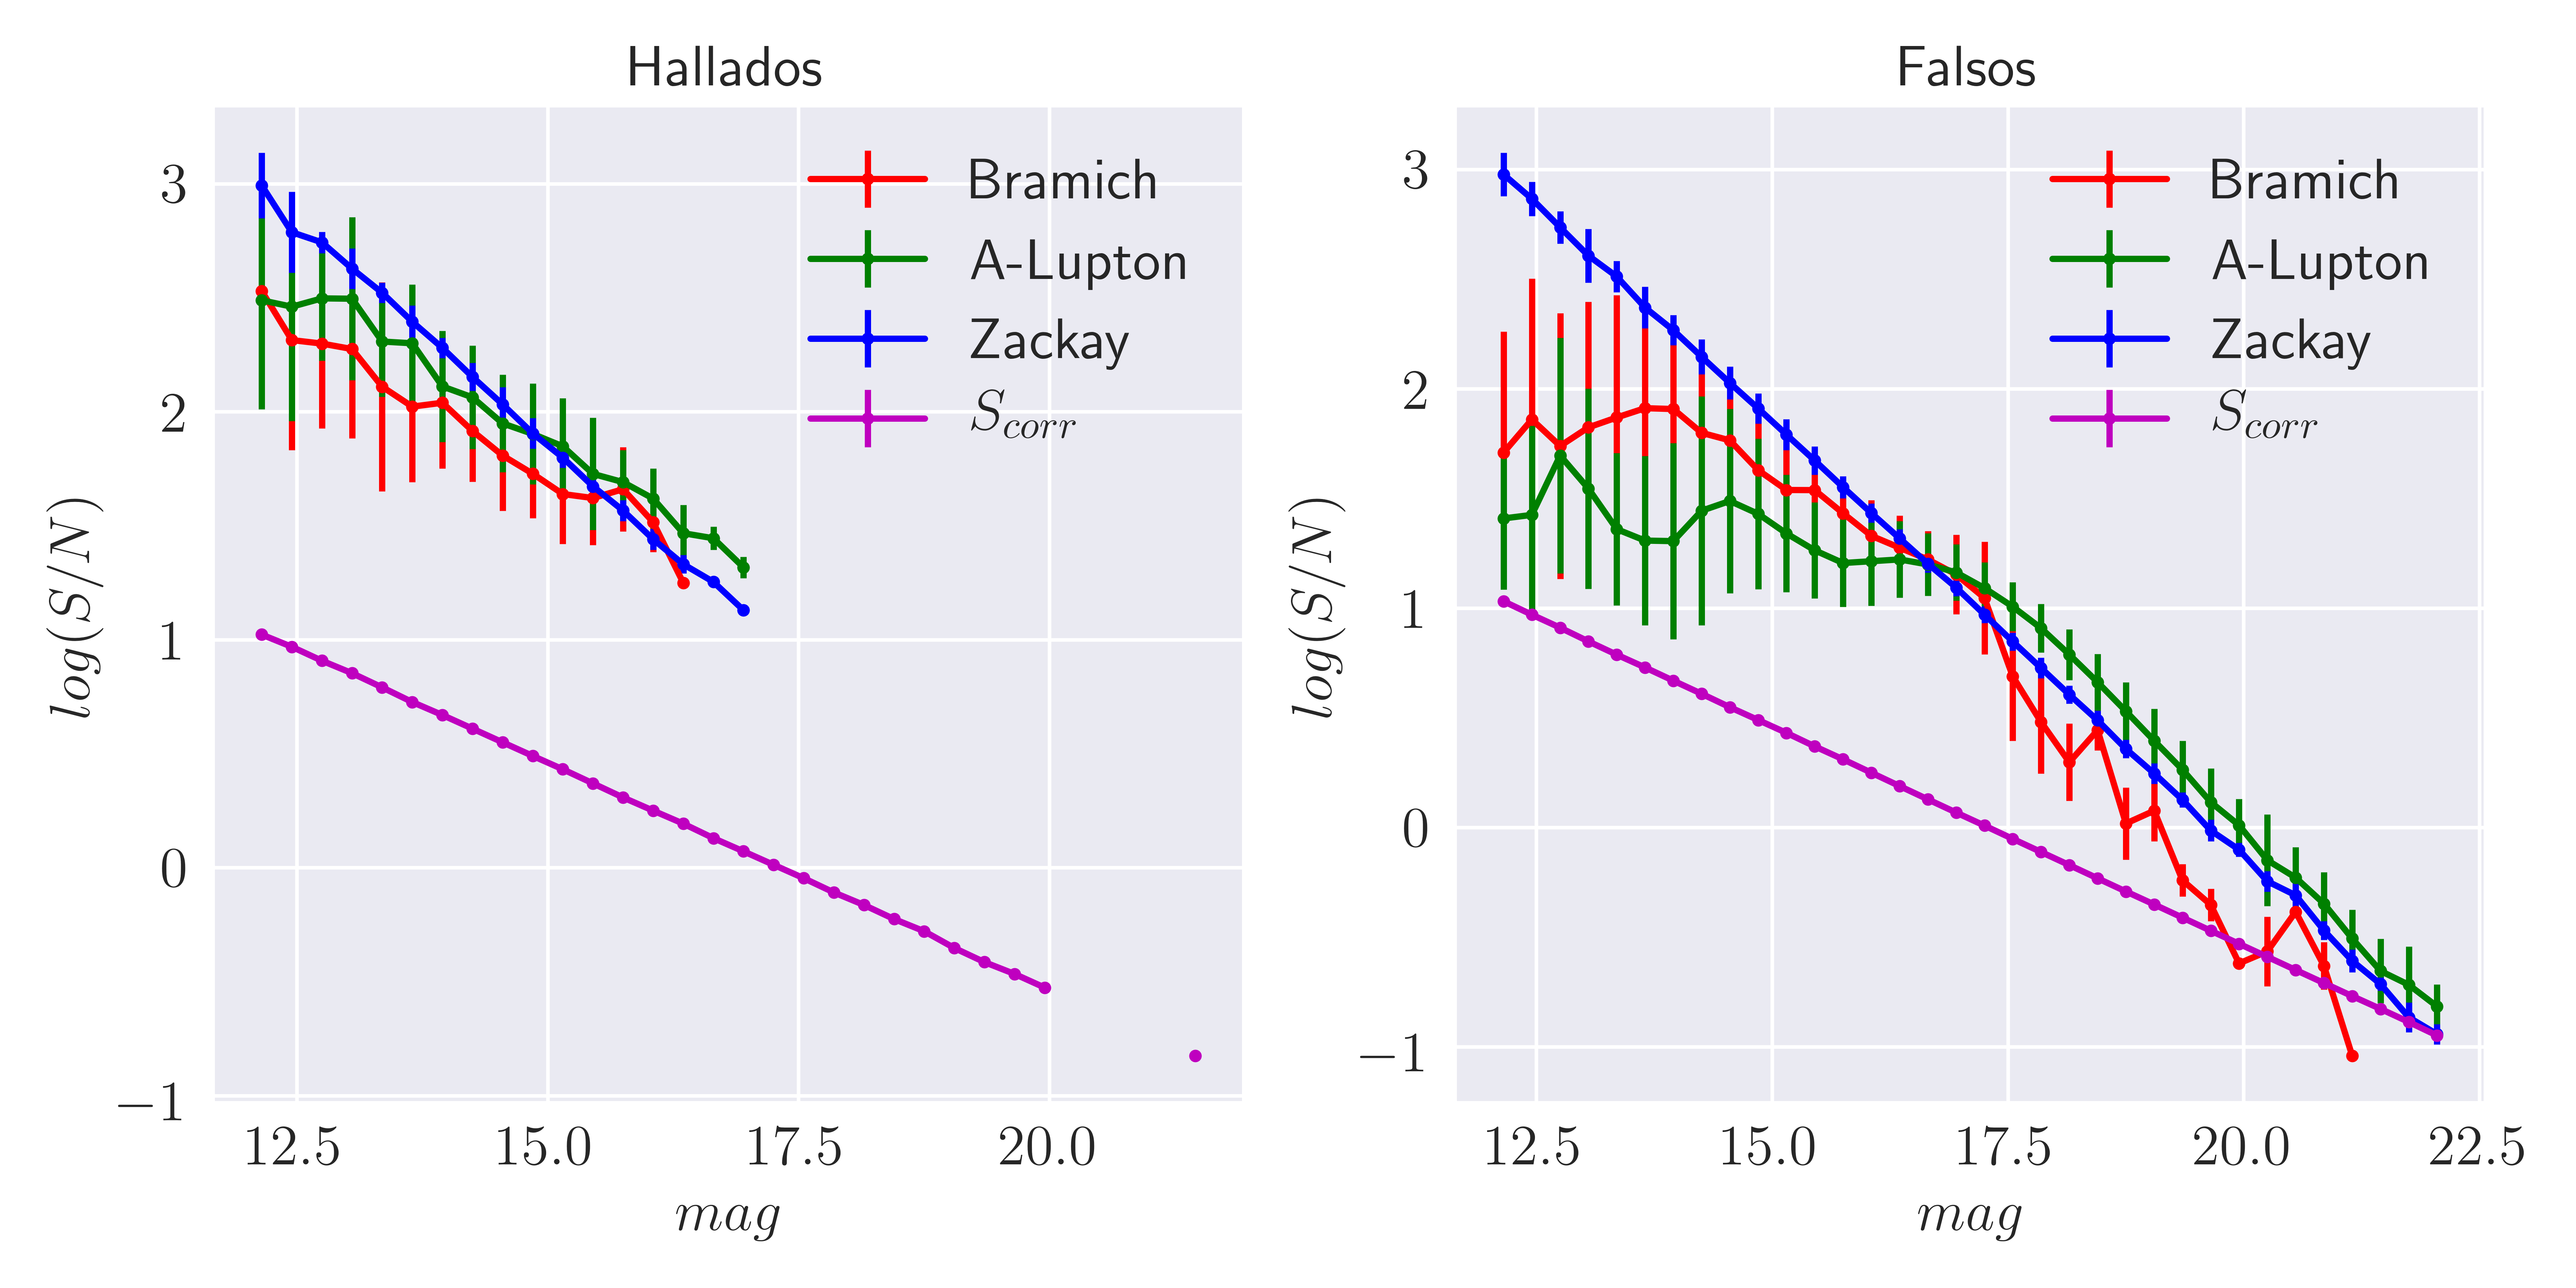 Hallados
3
2
1
0
−1
12.5 15.0 17.5 20.0
mag
log(S/N)
Bramich
A-Lupton
Zackay
S_corr
Falsos
3
2
1
0
−1
12.5 15.0 17.5 20.0 22.5
mag
log(S/N)
Bramich
A-Lupton
Zackay
S_corr